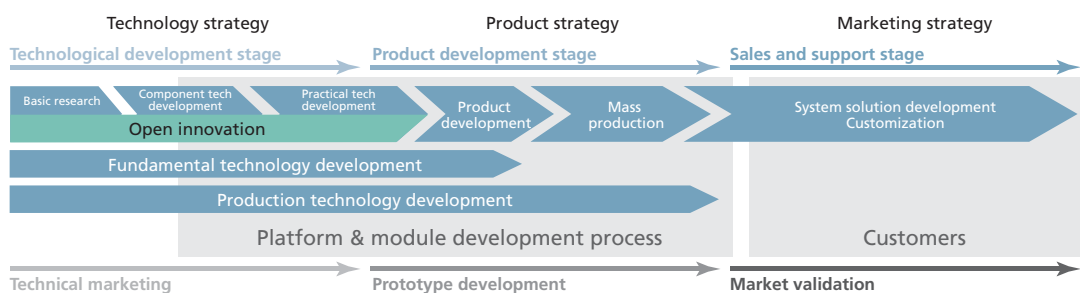 Technology strategy
Product strategy
Marketing strategy
Technological development stage
Product development stage
Sales and support stage
Basic research
Component tech
development
Practical tech
development
Product
development
Mass
production
System solution development
Customization
Open innovation
Fundamental technology development
Production technology development
Platform & module development process
Customers
Technical marketing
Prototype development
Market validation